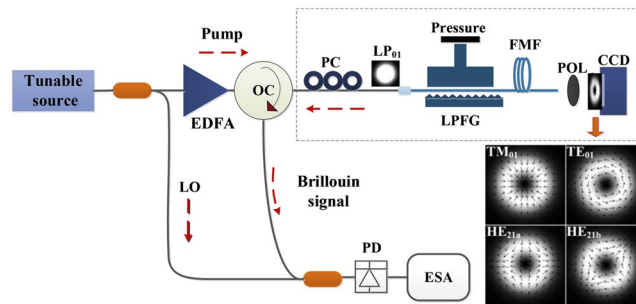 Tunable
source
Pump
EDFA
OC
PC
LP₀₁
Pressure
LPFG
FMF
POL
CCD
LO
Brillouin
signal
PD
ESA
TM₀₁
TE₀₁
HE₂₁ₐ
HE₂₁b